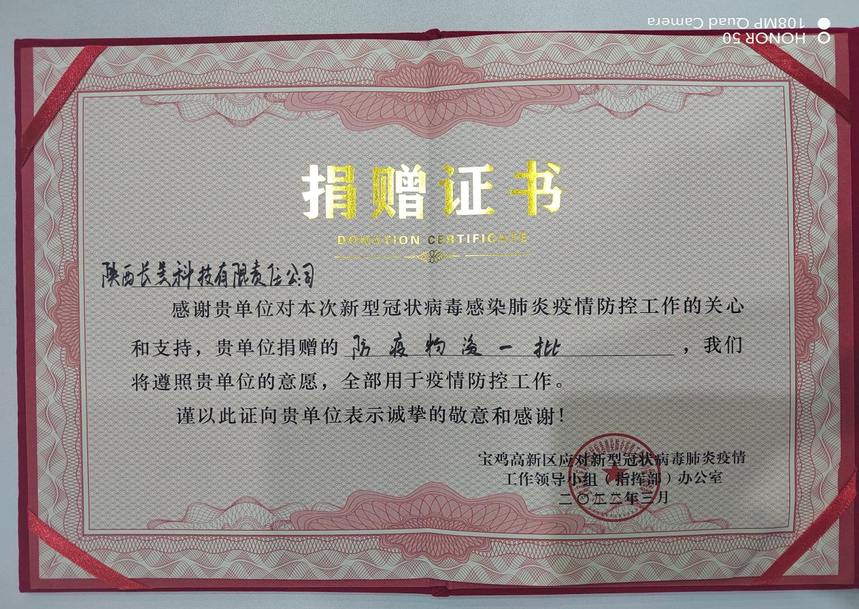 HONOR 50
108MP Quad Camera
捐赠证书
DONATION CERTIFICATE
陕西长美科技有限责任公司
感谢贵单位对本次新型冠状病毒感染肺炎疫情防控工作的关心
和支持，贵单位捐赠的 防疫物资一批 ，我们
将遵照贵单位的意愿，全部用于疫情防控工作。
谨以此证向贵单位表示诚挚的敬意和感谢！
宝鸡高新区应对新型冠状病毒肺炎疫情
工作领导小组（指挥部）办公室
二〇二二年三月